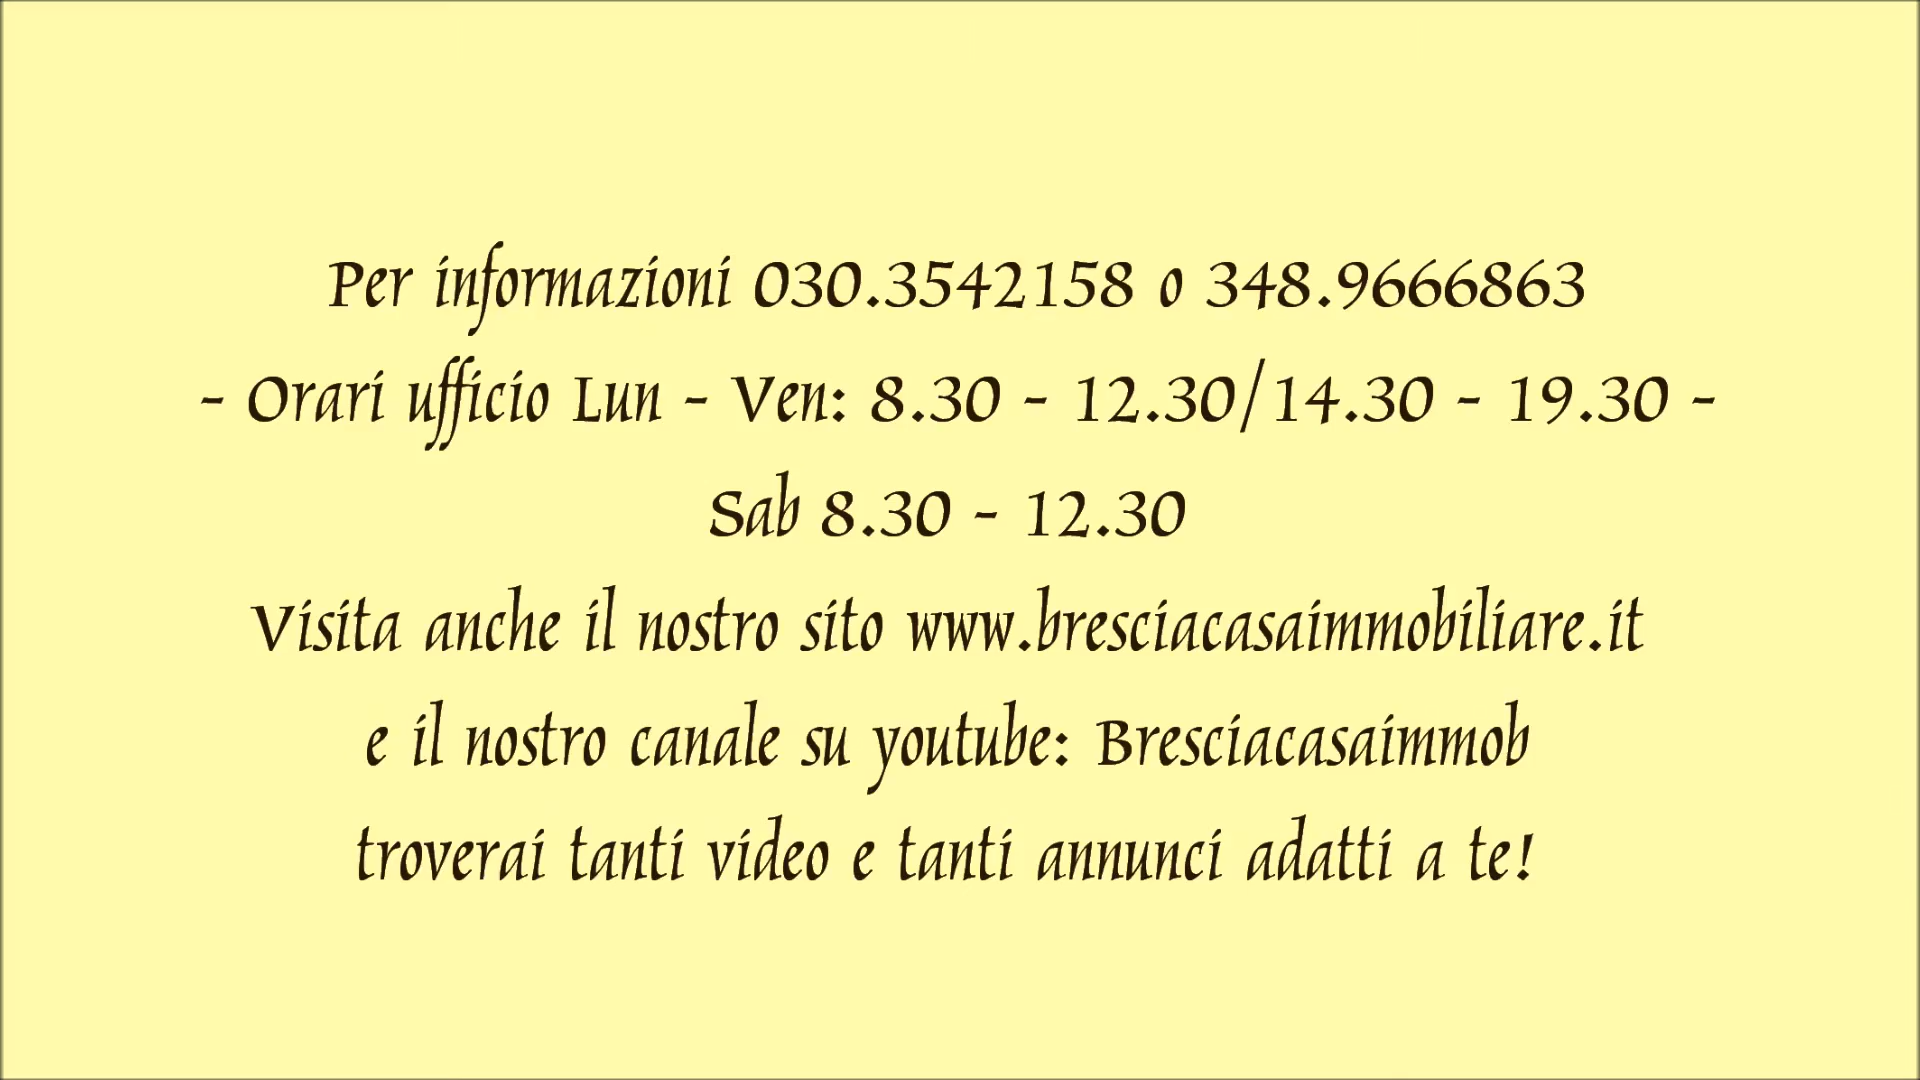 Per informazioni 030.3542158 o 348.9666863
- Orari ufficio Lun - Ven: 8.30 - 12.30/14.30 - 19.30 -
Sab 8.30 - 12.30
Visita anche il nostro sito www.bresciacasaimmobiliare.it
e il nostro canale su youtube: Bresciacasaimmob
troverai tanti video e tanti annunci adatti a te!